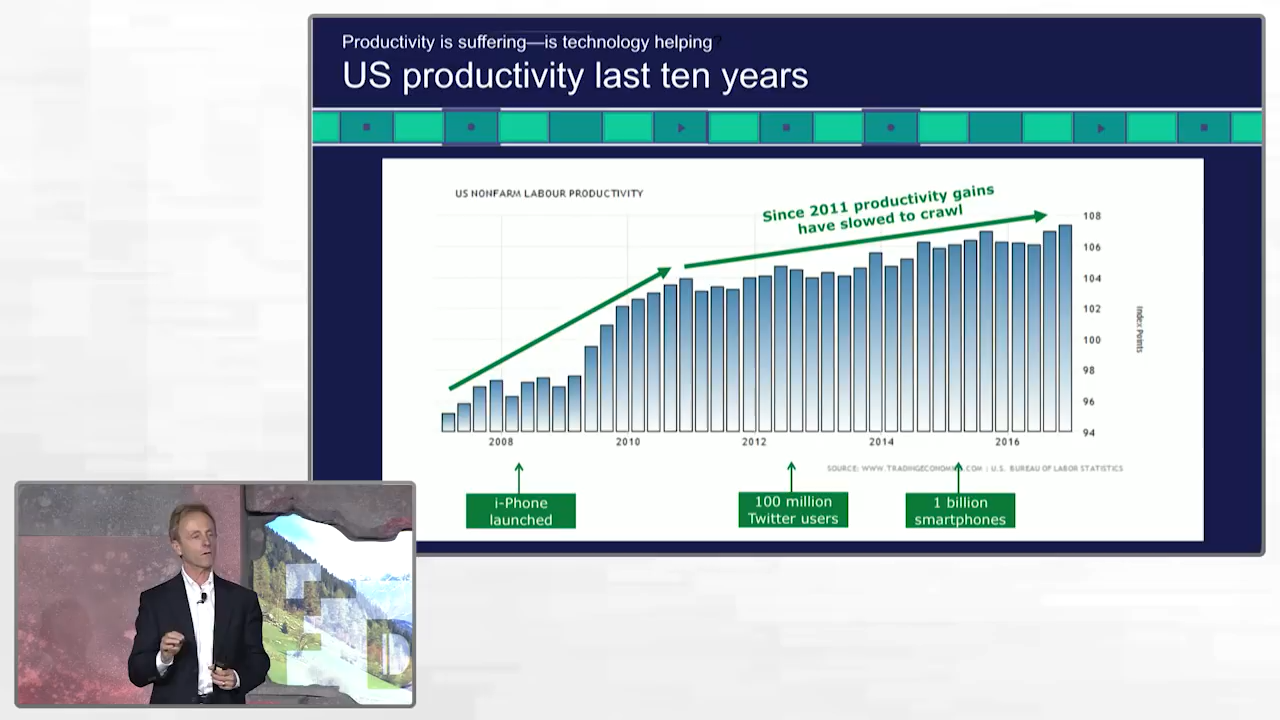 Productivity is suffering—is technology helping?
US productivity last ten years
US NONFARM LABOUR PRODUCTIVITY
Since 2011 productivity gains
have slowed to crawl
108
106
104
102
100
98
96
94
Index Points
2008
2010
2012
2014
2016
SOURCE: WWW.TRADINGECONOMICS.COM | U.S. BUREAU OF LABOR STATISTICS
i-Phone
launched
100 million
Twitter users
1 billion
smartphones